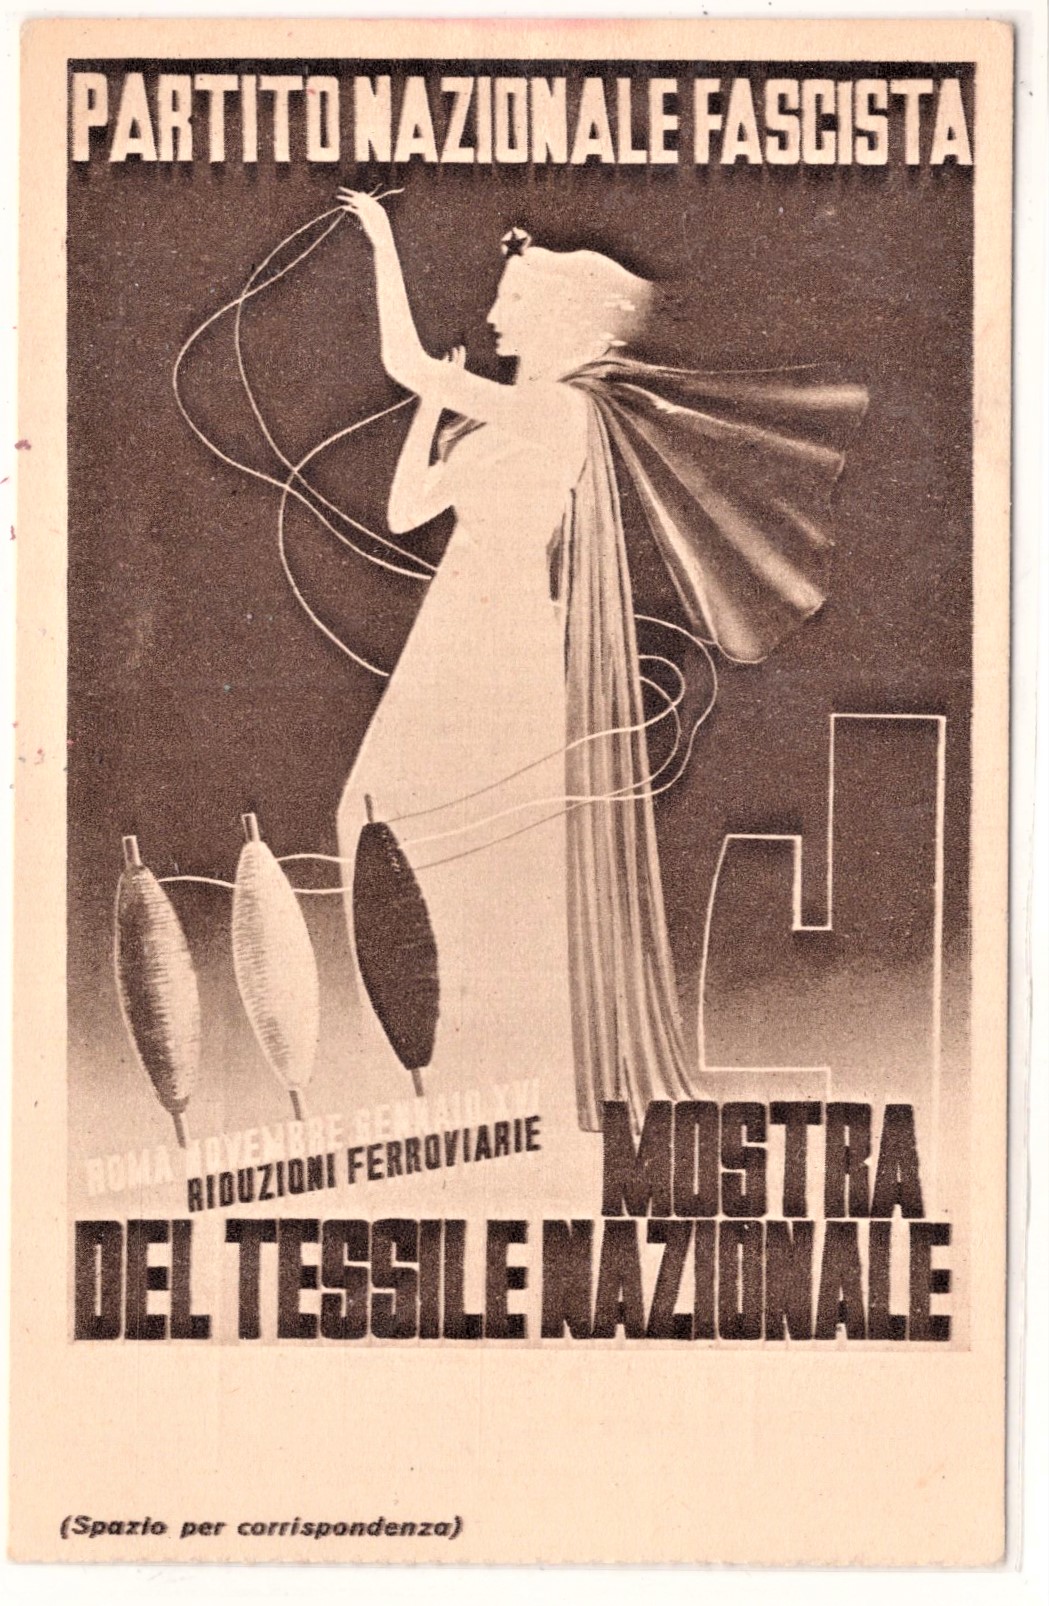 PARTITO NAZIONALE FASCISTA
ROMA NOVEMBRE GENNAIO XVI
RIDUZIONI FERROVIARIE
MOSTRA
DEL TESSILE NAZIONALE
(Spazio per corrispondenza)